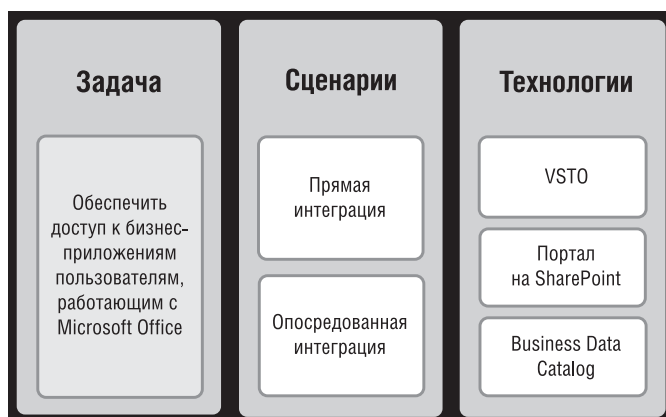 Задача
Обеспечить
доступ к бизнес-
приложениям
пользователям,
работающим с
Microsoft Office
Сценарии
Прямая
интеграция
Опосредованная
интеграция
Технологии
VSTO
Портал
на SharePoint
Business Data
Catalog